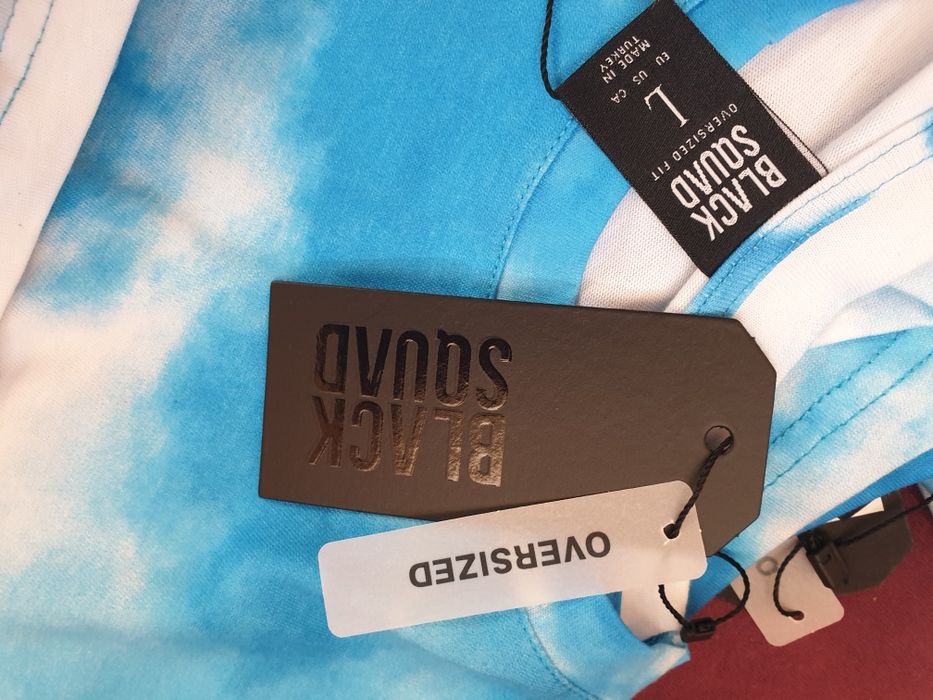 BLACK
SQUAD
OVERSIZED FIT
L
EU US CA
MADE IN
TURKEY
BLACK
SQUAD
OVERSIZED